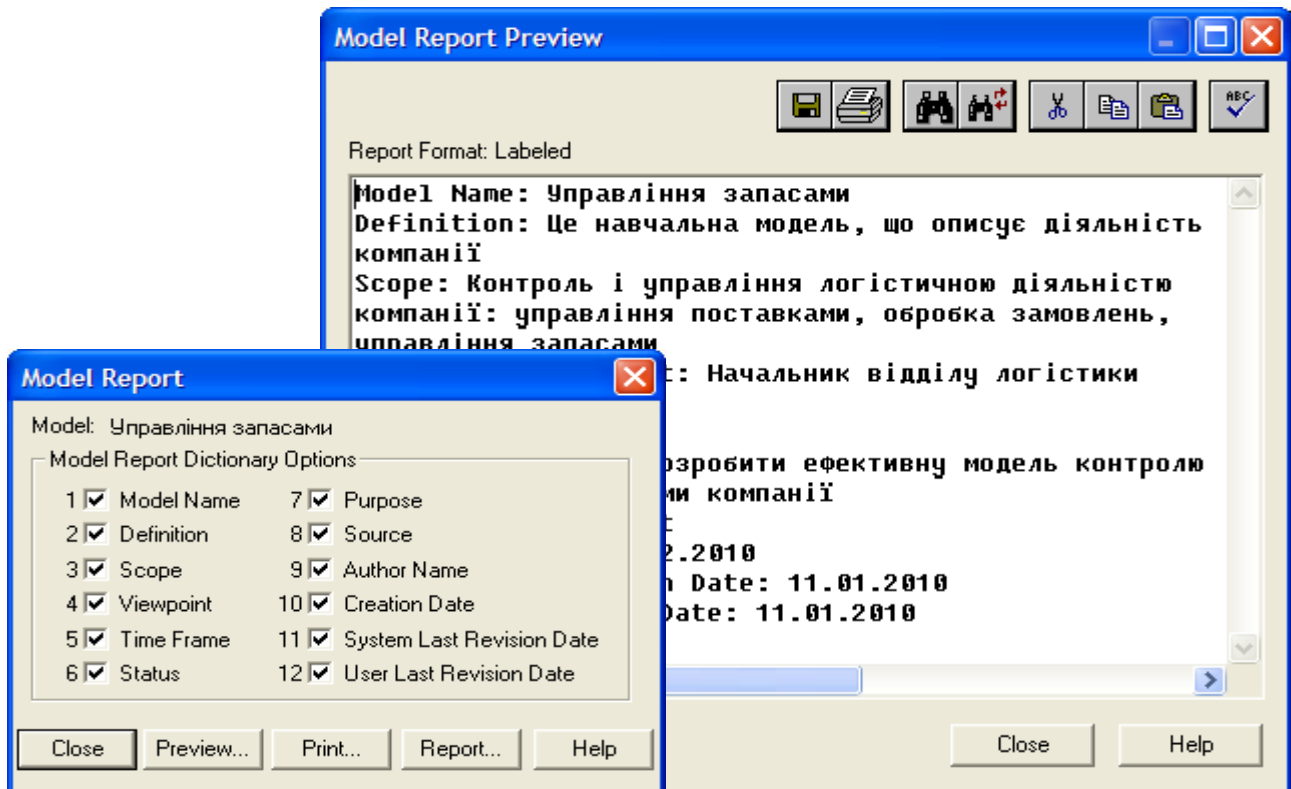 Model Report Preview
ABC
Report Format: Labeled
Model Name: Управління запасами
Definition: Це навчальна модель, що описує діяльність
компанії
Scope: Контроль і управління логістичною діяльністю
компанії: управління поставками, обробка замовлень,
управління запасами
: Начальник відділу логістики
озробити ефективну модель контролю
ми компанії
2.2010
n Date: 11.01.2010
Date: 11.01.2010
Close Help
Model Report
Model: Управління запасами
Model Report Dictionary Options
1 Model Name 7 Purpose
2 Definition 8 Source
3 Scope 9 Author Name
4 Viewpoint 10 Creation Date
5 Time Frame 11 System Last Revision Date
6 Status 12 User Last Revision Date
Close Preview... Print... Report... Help